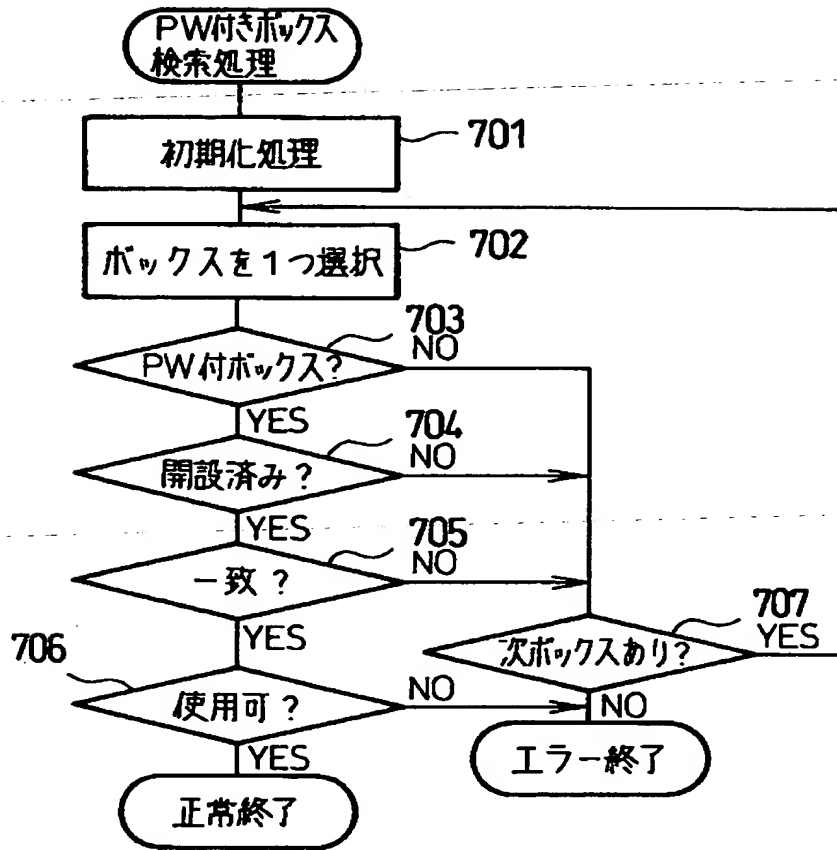 PW付きボックス
検索処理
初期化処理
701
ボックスを1つ選択
702
703
PW付ボックス?
NO
YES
704
開設済み?
NO
YES
705
一致?
NO
YES
706
使用可?
NO
YES
707
次ボックスあり?
YES
NO
エラー終了
正常終了